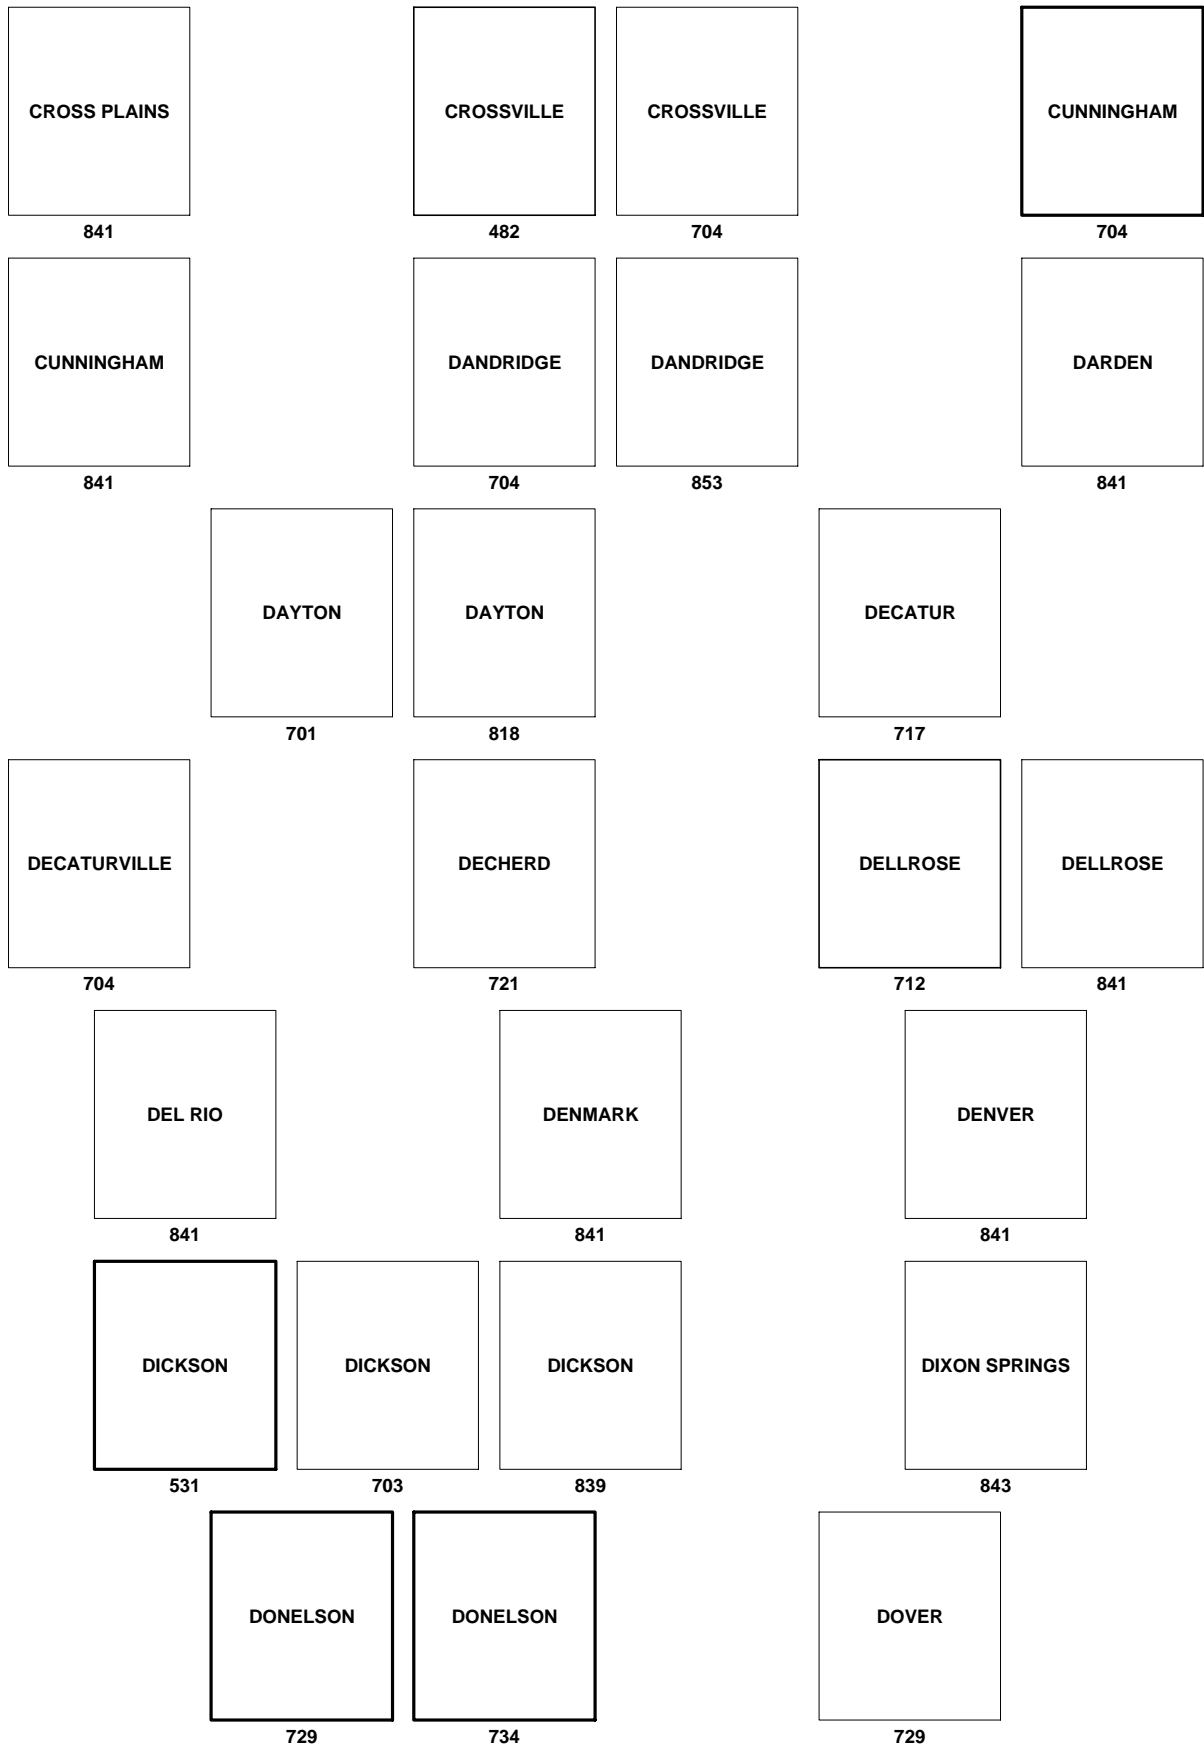 CROSS PLAINS
CROSSVILLE
CROSSVILLE
CUNNINGHAM
841
482
704
704
CUNNINGHAM
DANDRIDGE
DANDRIDGE
DARDEN
841
704
853
841
DAYTON
DAYTON
DECATUR
701
818
717
DECATURVILLE
DECHERD
DELLROSE
DELLROSE
704
721
712
841
DEL RIO
DENMARK
DENVER
841
841
841
DICKSON
DICKSON
DICKSON
DIXON SPRINGS
531
703
839
843
DONELSON
DONELSON
DOVER
729
734
729